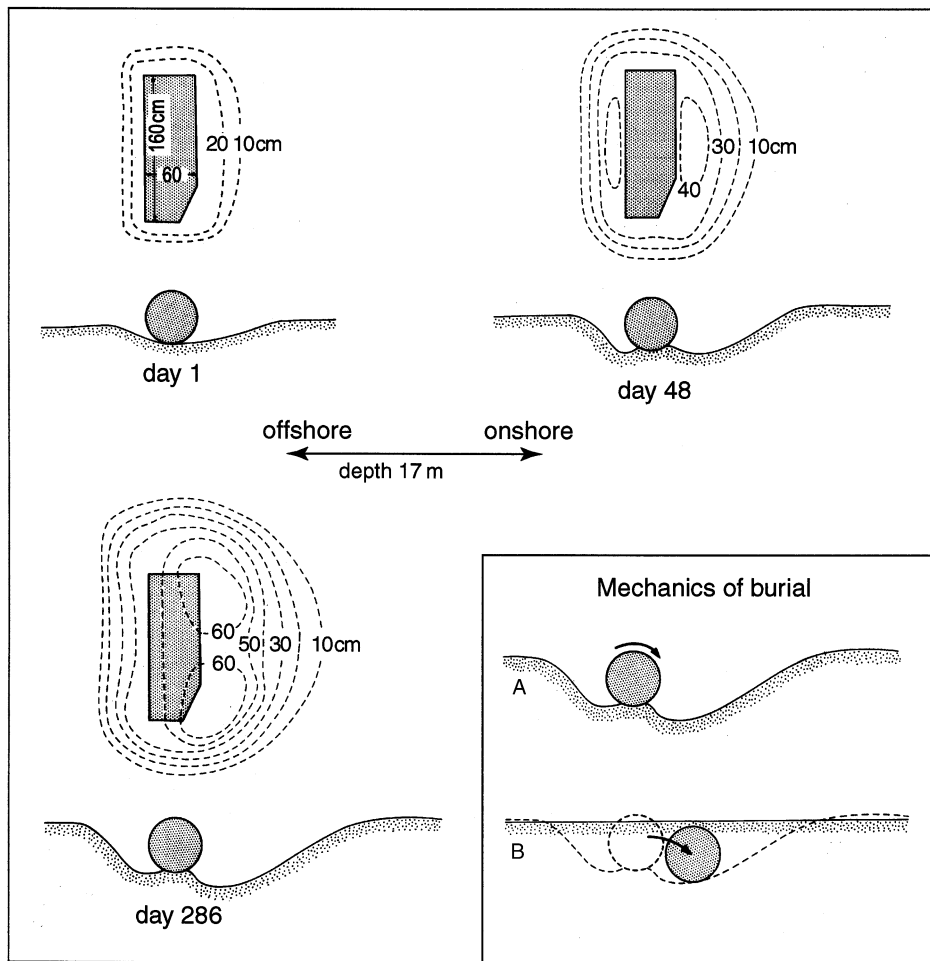 160cm
60
20 10cm
day 1
30 10cm
40
day 48
offshore onshore
depth 17 m
60 50 30 10cm
60
day 286
Mechanics of burial
A
B